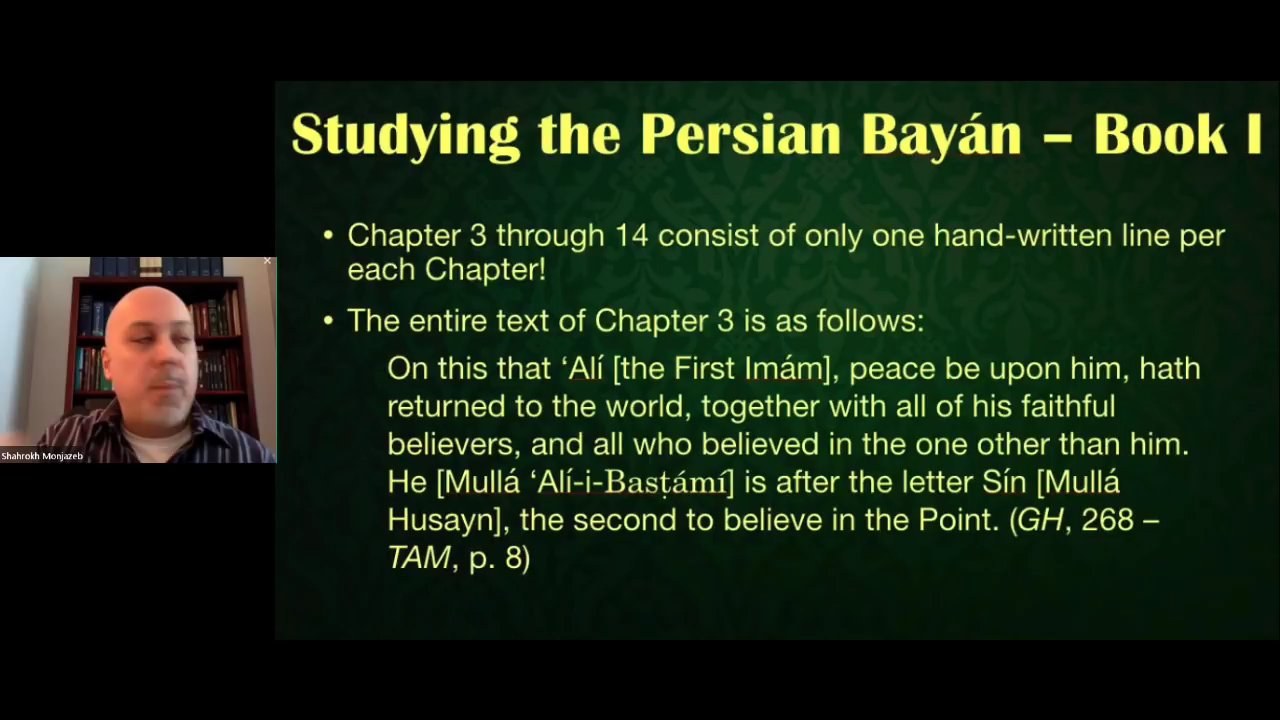 Studying the Persian Bayán – Book I
• Chapter 3 through 14 consist of only one hand-written line per
each Chapter!
• The entire text of Chapter 3 is as follows:
On this that ‘Alí [the First Imám], peace be upon him, hath
returned to the world, together with all of his faithful
believers, and all who believed in the one other than him.
He [Mullá ‘Alí-i-Basṭámí] is after the letter Sín [Mullá
Husayn], the second to believe in the Point. (GH, 268 –
TAM, p. 8)
Shahrokh Monjazeb